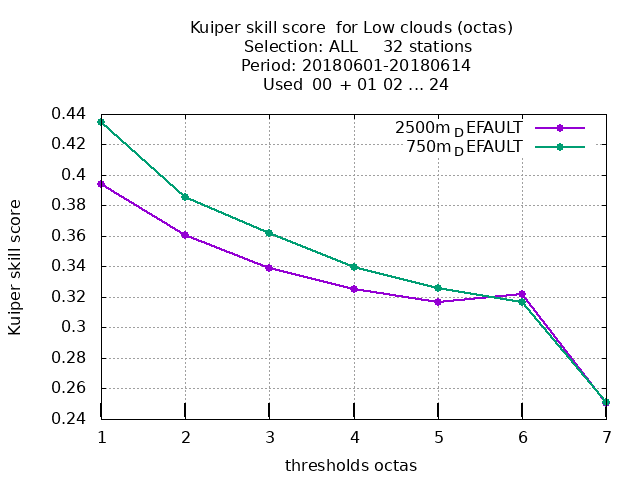 Kuiper skill score  for Low clouds (octas)
Selection: ALL     32 stations
Period: 20180601-20180614
Used  00 + 01 02 ... 24
2500m_DEFAULT
750m_DEFAULT
0.44
0.42
0.4
0.38
0.36
0.34
0.32
0.3
0.28
0.26
0.24
Kuiper skill score
1 2 3 4 5 6 7
thresholds octas